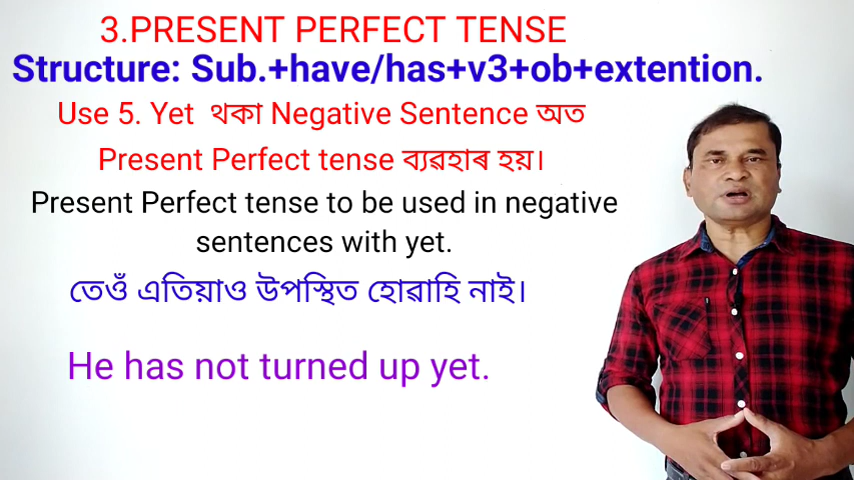 3.PRESENT PERFECT TENSE
Structure: Sub.+have/has+v3+ob+extention.
Use 5. Yet থকা Negative Sentence অত
Present Perfect tense ব্যৱহাৰ হয়।
Present Perfect tense to be used in negative
sentences with yet.
তেওঁ এতিয়াও উপস্থিত হোৱাহি নাই।
He has not turned up yet.